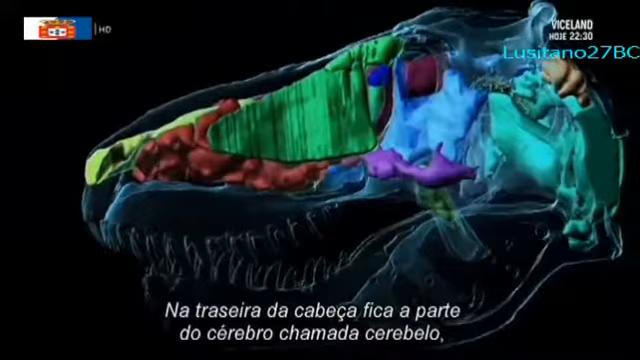 HD
VICELAND
HOJE 22:30
Lusitano27BC
Na traseira da cabeça fica a parte
do cérebro chamada cerebelo,